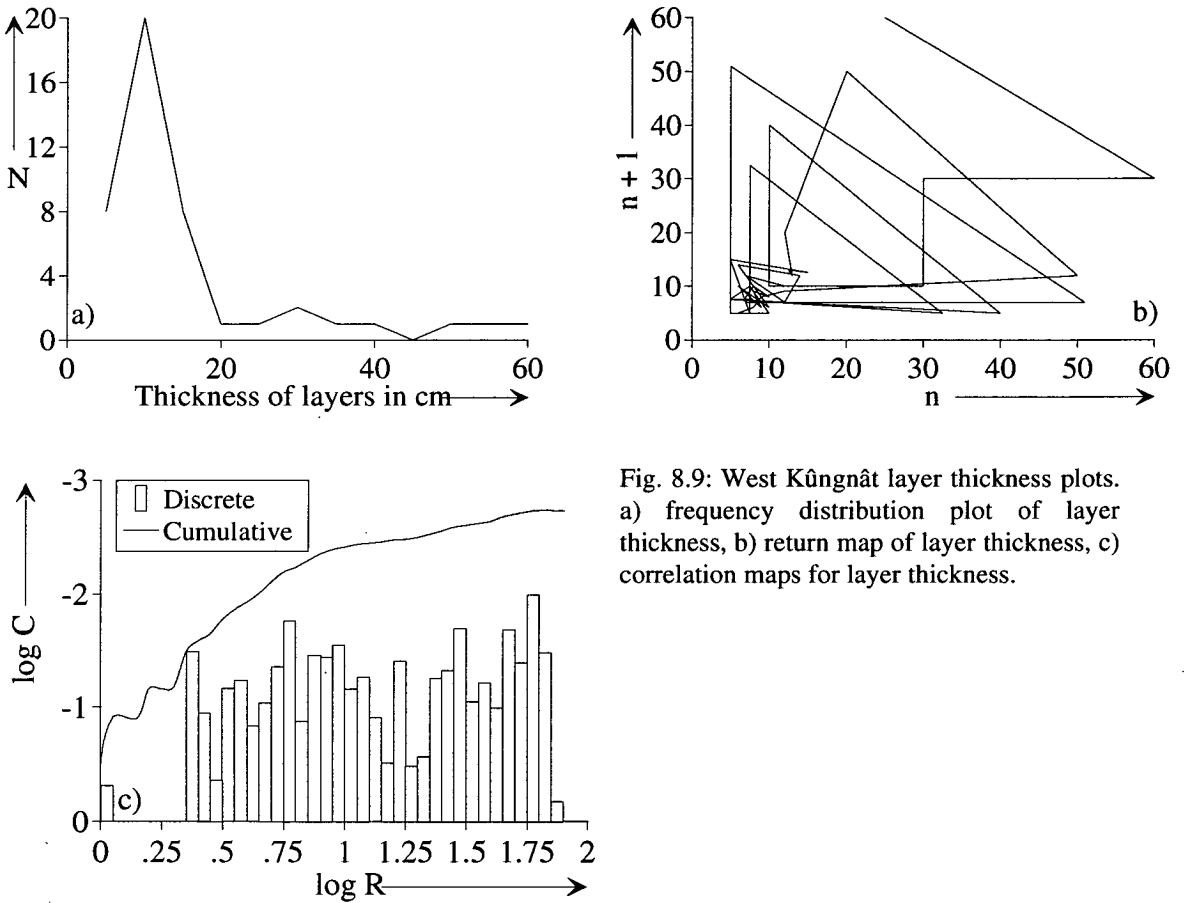 20
16
12
N
8
4
0
a)
0 20 40 60
Thickness of layers in cm
60
50
40
n + 1
30
20
10
0
b)
0 10 20 30 40 50 60
n
-3
-2
log C
-1
0
Discrete
Cumulative
c)
0 .25 .5 .75 1 1.25 1.5 1.75 2
log R
Fig. 8.9: West Kûngnât layer thickness plots.
a) frequency distribution plot of layer
thickness, b) return map of layer thickness, c)
correlation maps for layer thickness.